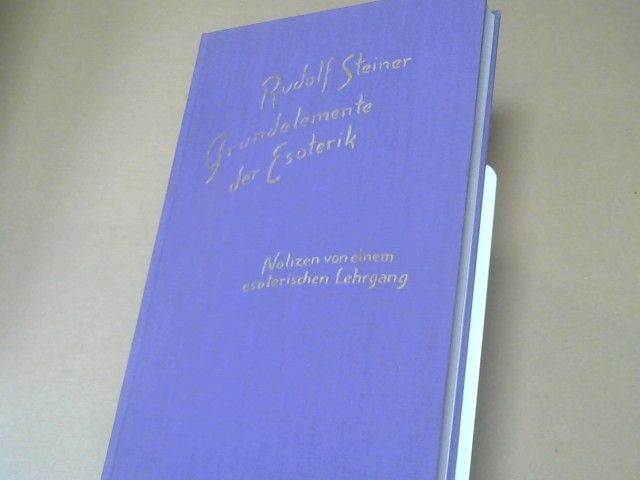 Rudolf Steiner
Grundelemente
der Esoterik
Notizen von einem
esoterischen Lehrgang